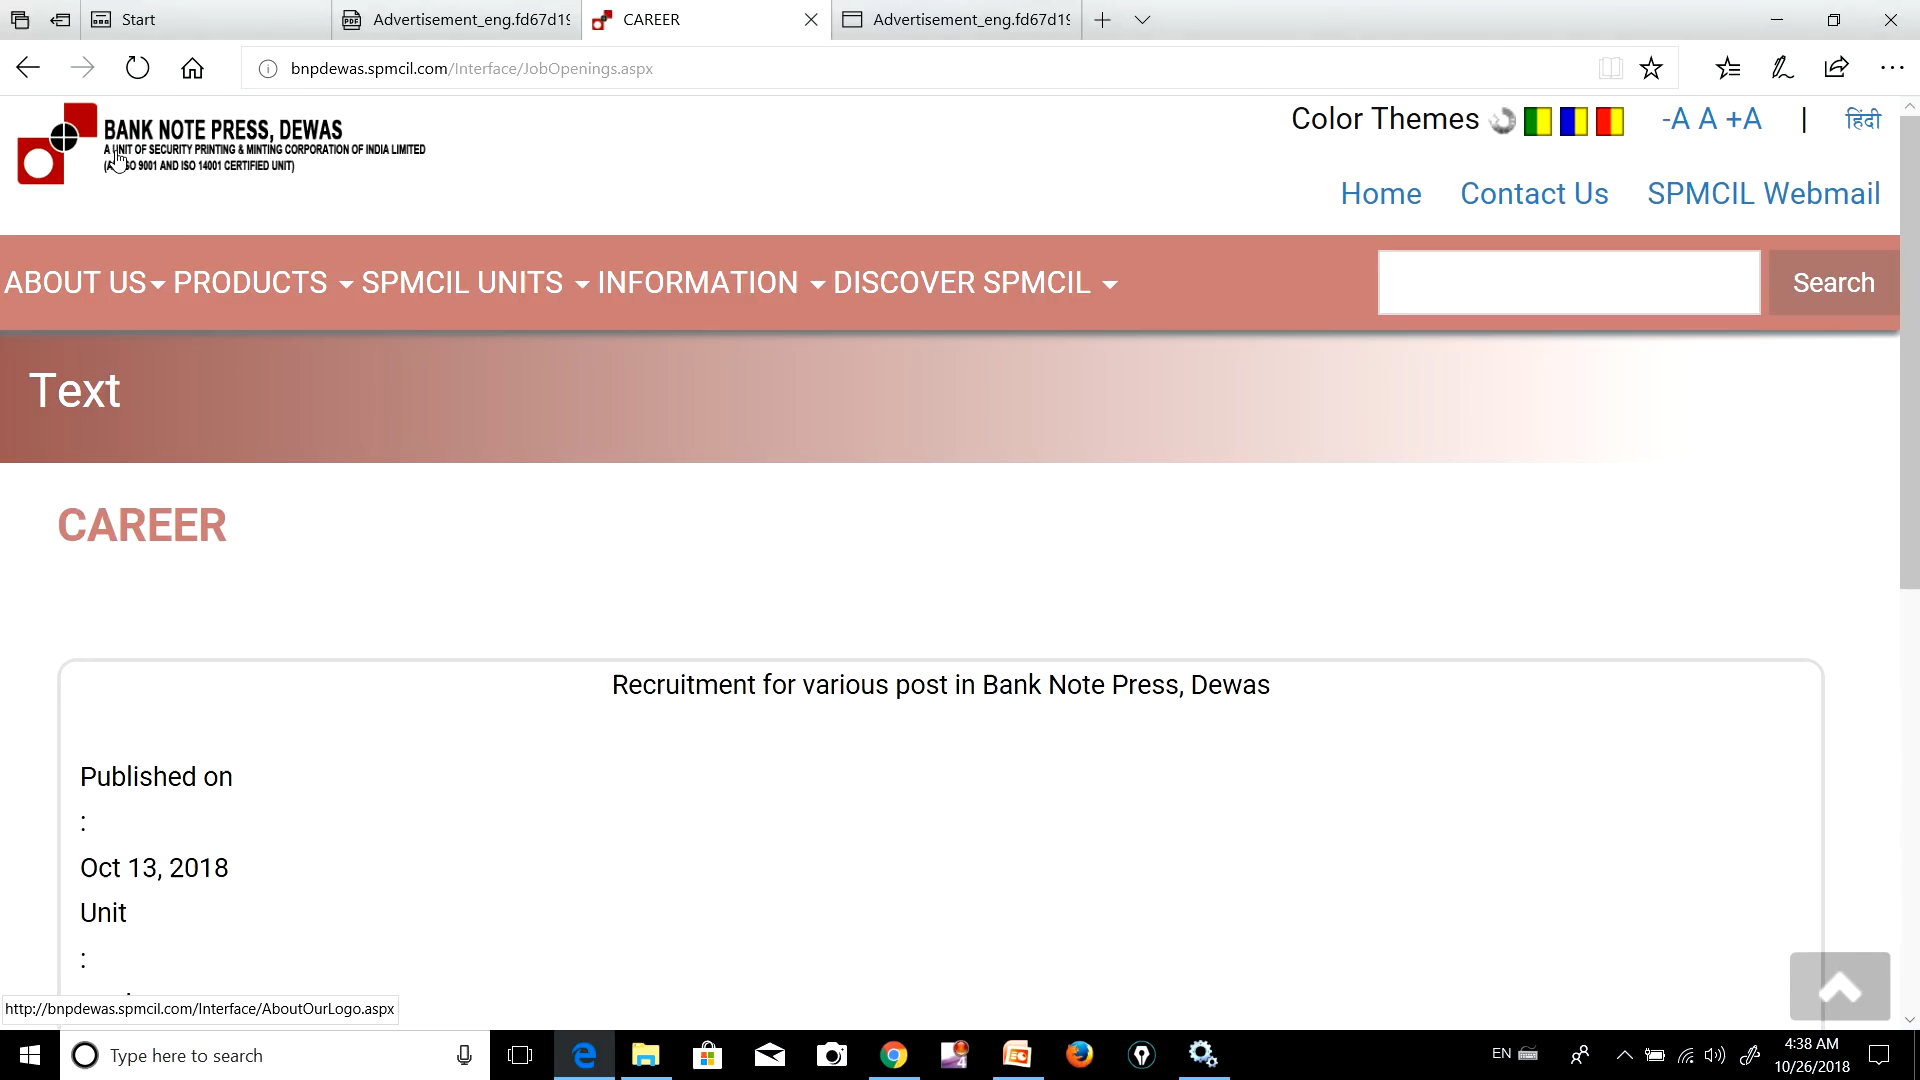 Start
Advertisement_eng.fd67d19
CAREER
Advertisement_eng.fd67d19
bnpdewas.spmcil.com/Interface/JobOpenings.aspx
BANK NOTE PRESS, DEWAS
A UNIT OF SECURITY PRINTING & MINTING CORPORATION OF INDIA LIMITED
9001 AND ISO 14001 CERTIFIED UNIT)
Color Themes
-A A +A | हिंदी
Home Contact Us SPMCIL Webmail
ABOUT US PRODUCTS SPMCIL UNITS INFORMATION DISCOVER SPMCIL
Search
Text
CAREER
Recruitment for various post in Bank Note Press, Dewas
Published on
:
Oct 13, 2018
Unit
:
http://bnpdewas.spmcil.com/Interface/AboutOurLogo.aspx
Type here to search
EN
4:38 AM
10/26/2018